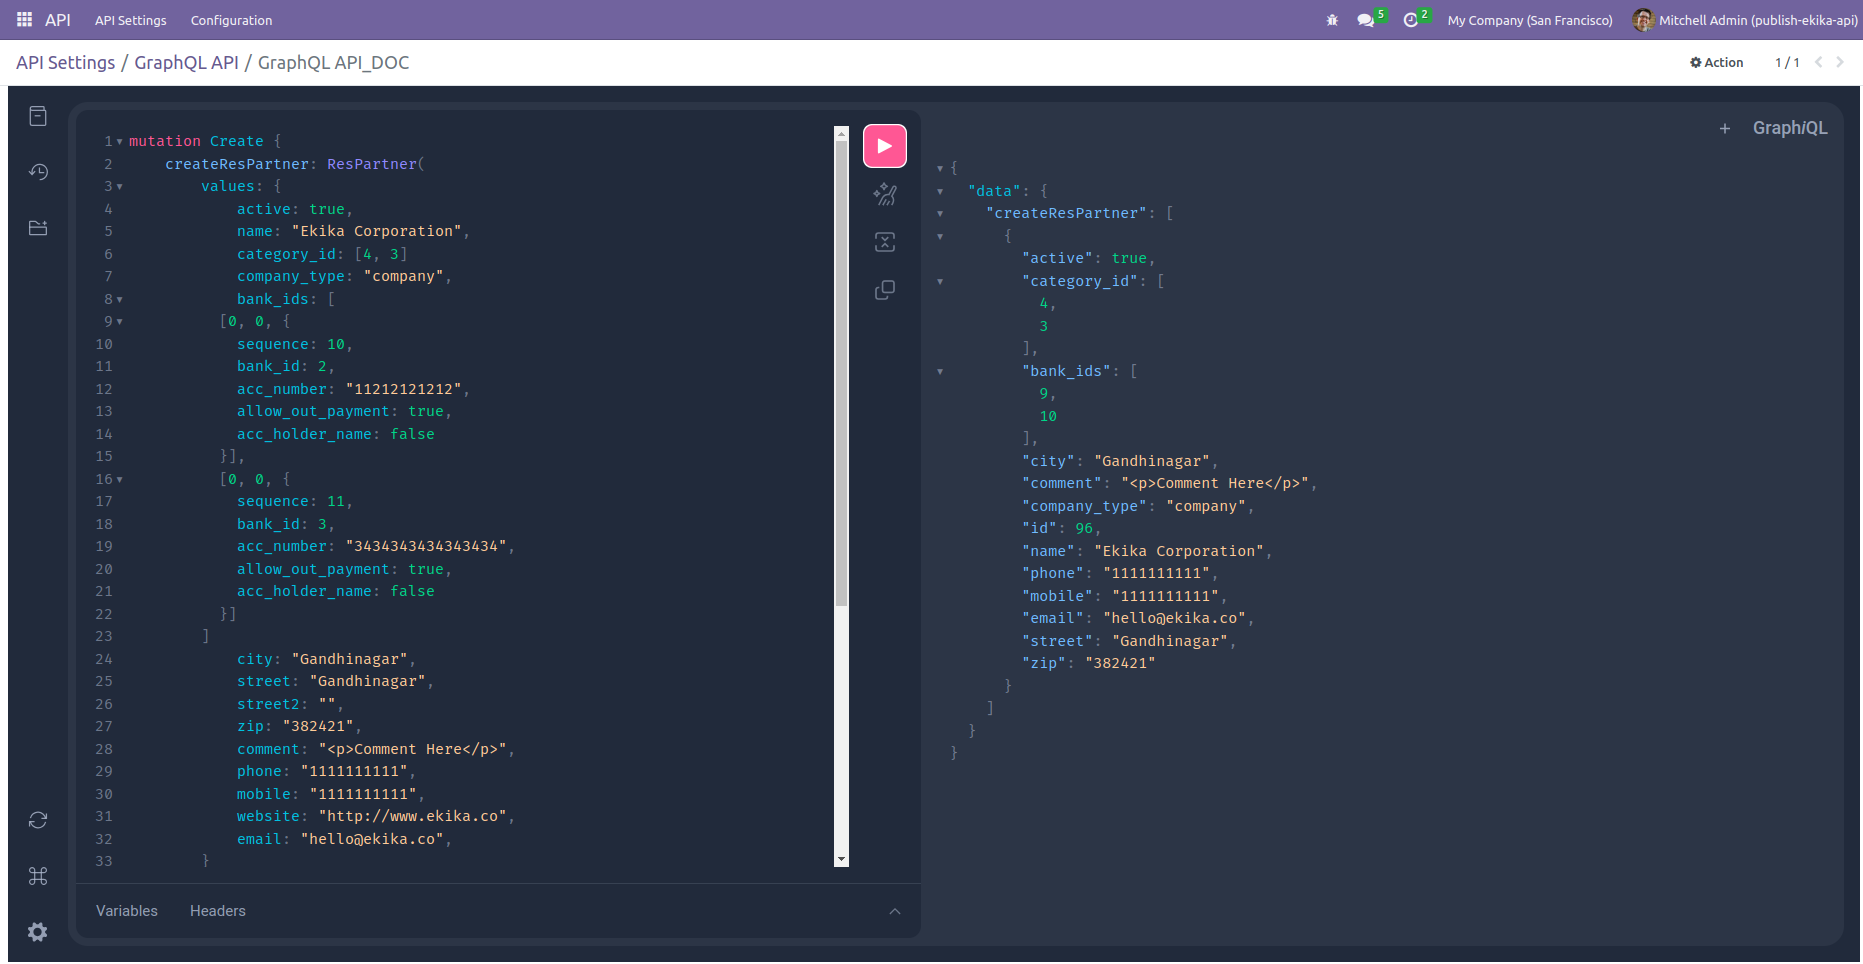 API
API Settings
Configuration
5
2
My Company (San Francisco)
Mitchell Admin (publish-ekika-api)
API Settings / GraphQL API / GraphQL API_DOC
Action
1 / 1
1 mutation Create {
2 createResPartner: ResPartner(
3 values: {
4 active: true,
5 name: "Ekika Corporation",
6 category_id: [4, 3]
7 company_type: "company",
8 bank_ids: [
9 [0, 0, {
10 sequence: 10,
11 bank_id: 2,
12 acc_number: "11212121212",
13 allow_out_payment: true,
14 acc_holder_name: false
15 }],
16 [0, 0, {
17 sequence: 11,
18 bank_id: 3,
19 acc_number: "3434343434343434",
20 allow_out_payment: true,
21 acc_holder_name: false
22 }]
23 ]
24 city: "Gandhinagar",
25 street: "Gandhinagar",
26 street2: "",
27 zip: "382421",
28 comment: "<p>Comment Here</p>",
29 phone: "1111111111",
30 mobile: "1111111111",
31 website: "http://www.ekika.co",
32 email: "hello@ekika.co",
33 }
Variables
Headers
+ GraphiQL
{
"data": {
"createResPartner": [
{
"active": true,
"category_id": [
4,
3
],
"bank_ids": [
9,
10
],
"city": "Gandhinagar",
"comment": "<p>Comment Here</p>",
"company_type": "company",
"id": 96,
"name": "Ekika Corporation",
"phone": "1111111111",
"mobile": "1111111111",
"email": "hello@ekika.co",
"street": "Gandhinagar",
"zip": "382421"
}
]
}
}